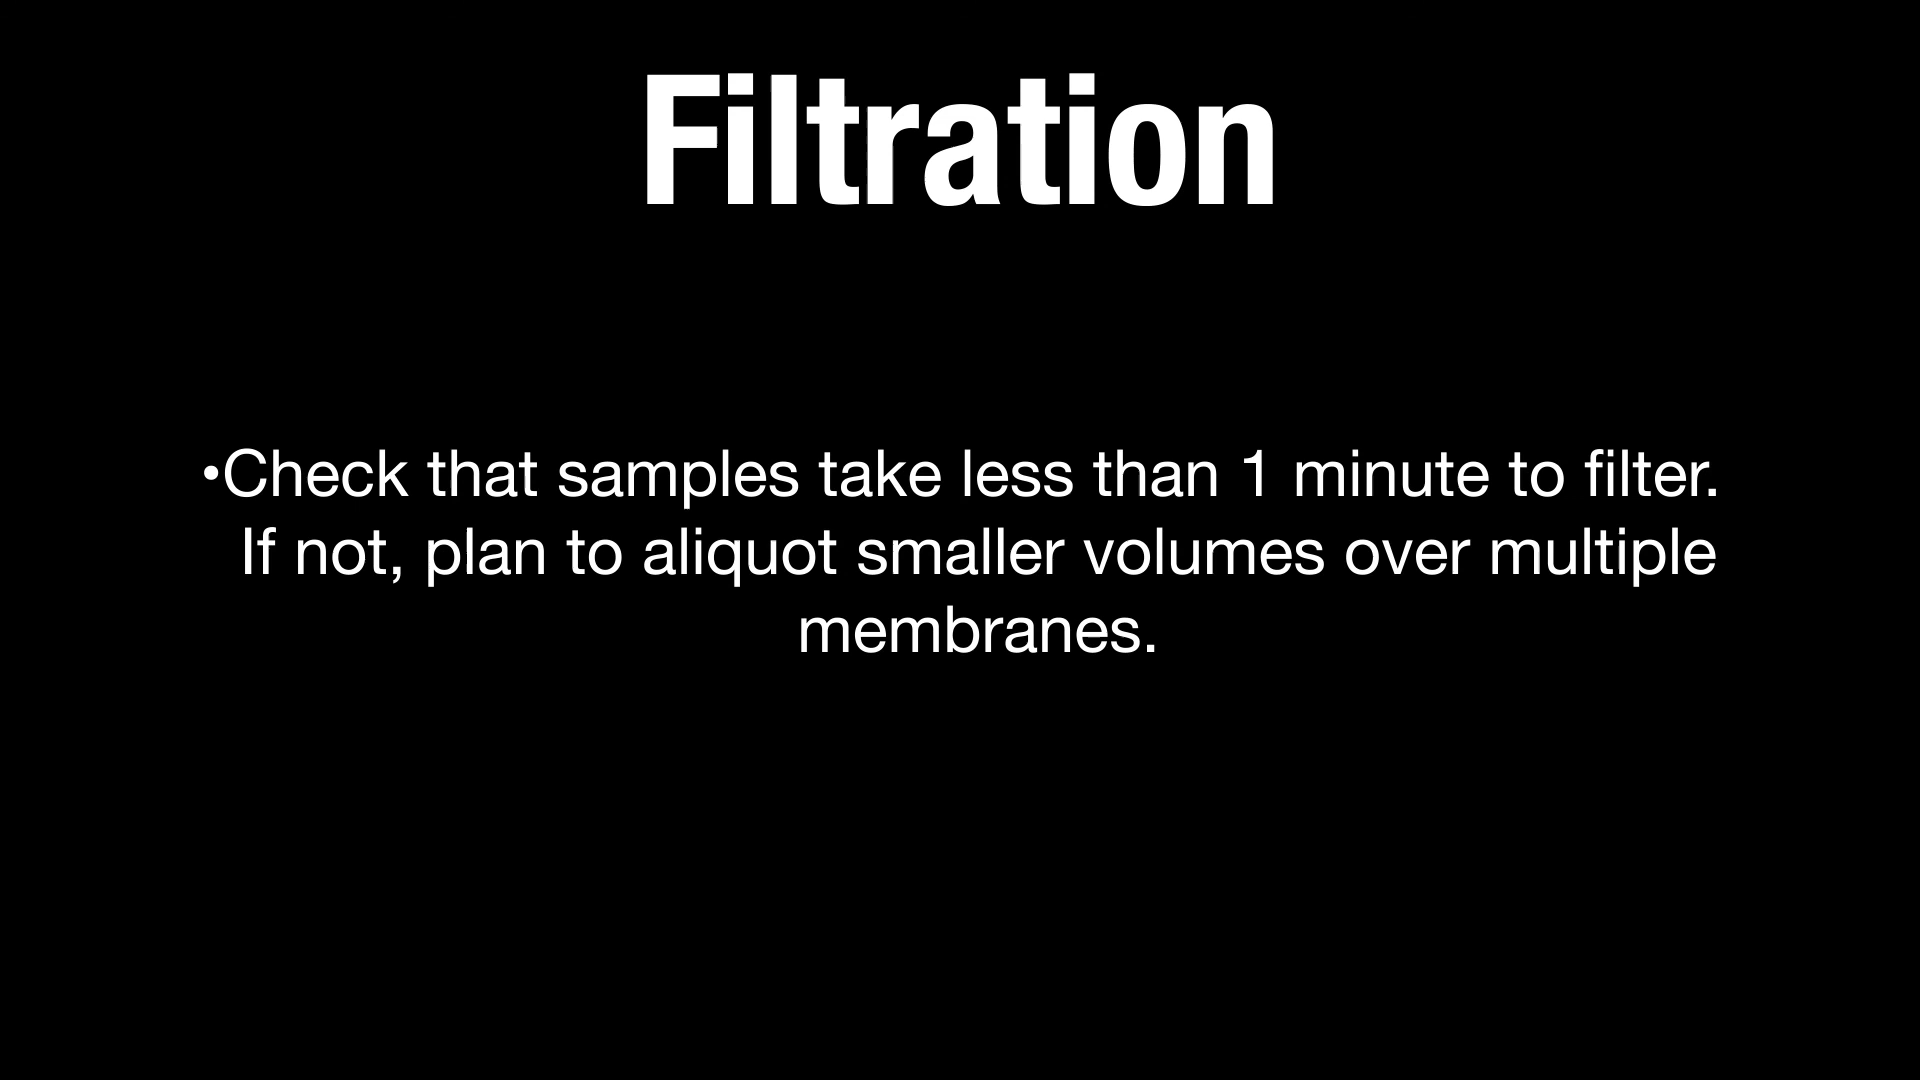 Filtration
•Check that samples take less than 1 minute to filter.
If not, plan to aliquot smaller volumes over multiple
membranes.